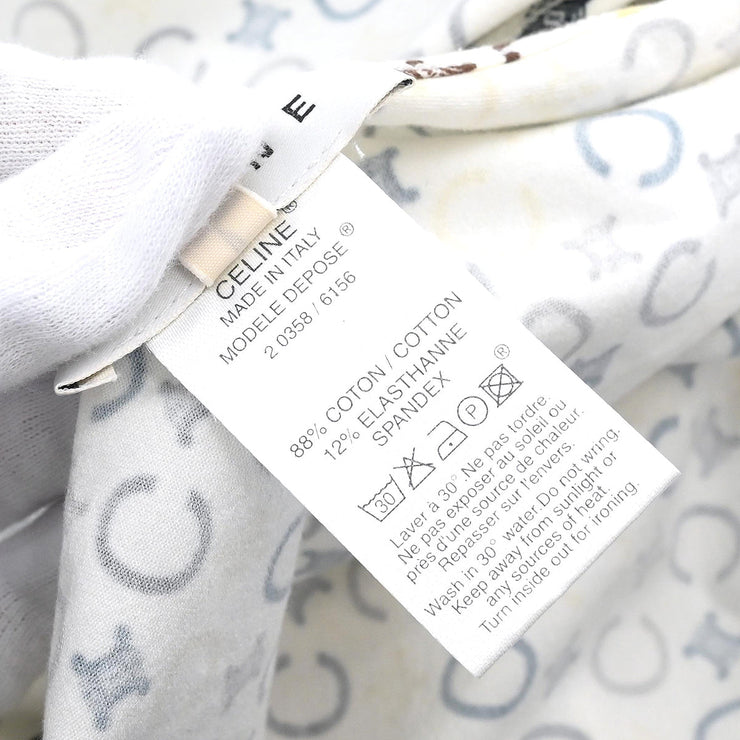 N E
CELINE®
MADE IN ITALY
MODELE DEPOSE®
2 0358 / 6156
88% COTON / COTTON
12% ELASTHANNE
SPANDEX®
30 P
Laver à 30°.Ne pas tordre.
Ne pas exposer au soleil ou
près d'une source de chaleur.
Repasser sur l'envers.
Wash in 30° water.Do not wring.
Keep away from sunlight or
any sources of heat
Turn inside out for ironing.